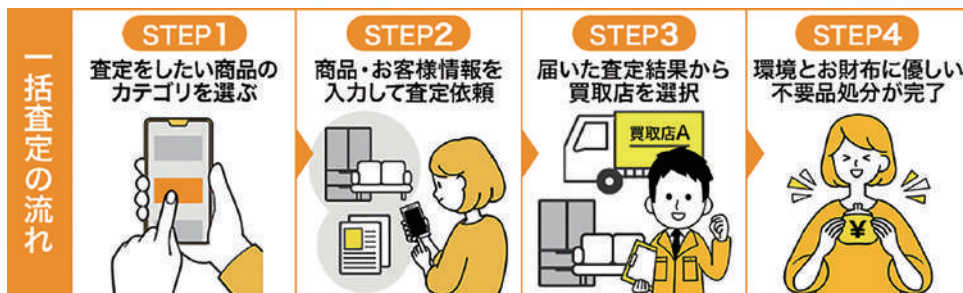 一括査定の流れ
STEP1
査定をしたい商品の
カテゴリを選ぶ
STEP2
商品・お客様情報を
入力して査定依頼
STEP3
届いた査定結果から
買取店を選択
買取店A
STEP4
環境とお財布に優しい
不要品処分が完了
¥